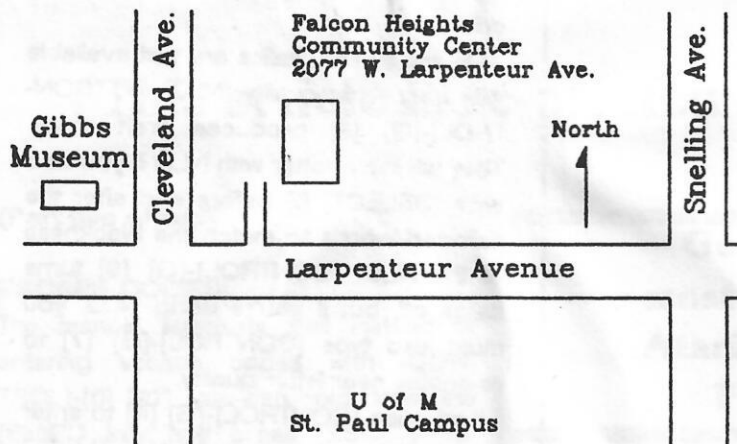 Falcon Heights
Community Center
2077 W. Larpenteur Ave.
Cleveland Ave.
Snelling Ave.
Gibbs
Museum
North
Larpenteur Avenue
U of M
St. Paul Campus